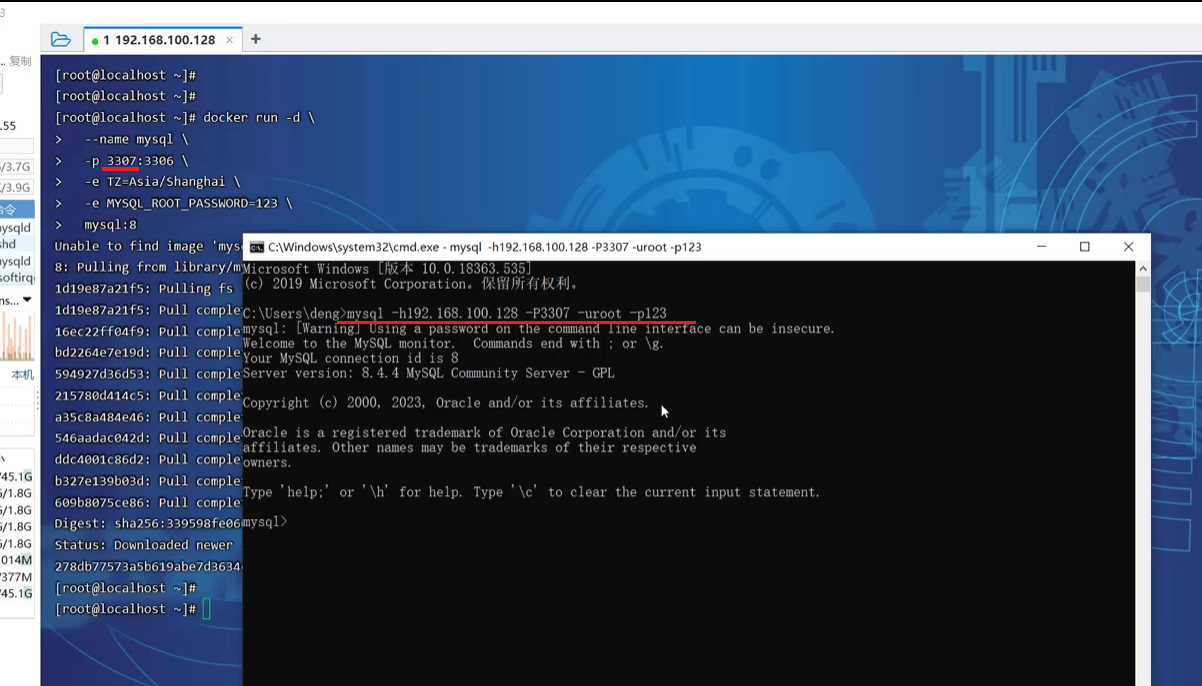 3
1 192.168.100.128 × +
.. 复制
.55
/3.7G
/3.9G
命令
mysqld
shd
mysqld
softirq
ns... ▼
本机
45.1G
/1.8G
/1.8G
/1.8G
/1.8G
014M
377M
45.1G
[root@localhost ~]#
[root@localhost ~]#
[root@localhost ~]# docker run -d \
> --name mysql \
> -p 3307:3306 \
> -e TZ=Asia/Shanghai \
> -e MYSQL_ROOT_PASSWORD=123 \
> mysql:8
Unable to find image 'mys
8: Pulling from library/m
1d19e87a21f5: Pulling fs
1d19e87a21f5: Pull comple
16ec22ff04f9: Pull comple
bd2264e7e19d: Pull comple
594927d36d53: Pull comple
215780d414c5: Pull comple
a35c8a484e46: Pull comple
546aadac042d: Pull comple
ddc4001c86d2: Pull comple
b327e139b03d: Pull comple
609b8075ce86: Pull comple
Digest: sha256:339598fe06
Status: Downloaded newer
278db77573a5b619abe7d3634
[root@localhost ~]#
[root@localhost ~]#
C:\Windows\system32\cmd.exe - mysql -h192.168.100.128 -P3307 -uroot -p123
Microsoft Windows [版本 10.0.18363.535]
(c) 2019 Microsoft Corporation。保留所有权利。
C:\Users\deng>mysql -h192.168.100.128 -P3307 -uroot -p123
mysql: [Warning] Using a password on the command line interface can be insecure.
Welcome to the MySQL monitor.  Commands end with ; or \g.
Your MySQL connection id is 8
Server version: 8.4.4 MySQL Community Server - GPL
Copyright (c) 2000, 2023, Oracle and/or its affiliates.
Oracle is a registered trademark of Oracle Corporation and/or its
affiliates. Other names may be trademarks of their respective
owners.
Type 'help;' or '\h' for help. Type '\c' to clear the current input statement.
mysql>